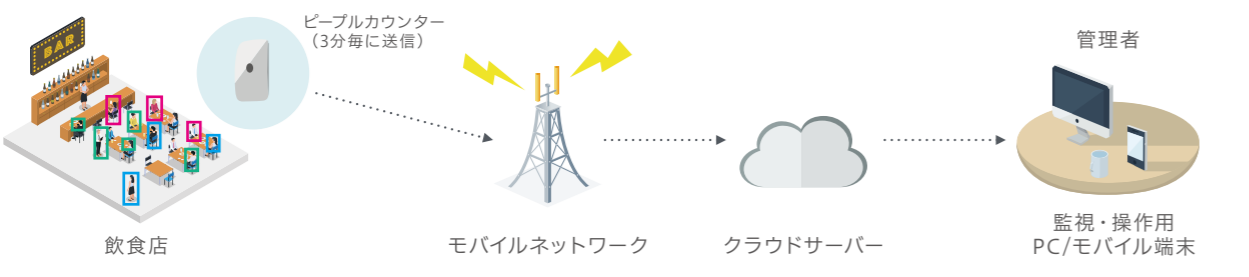 BAR
ピープルカウンター
（3分毎に送信）
管理者
飲食店
モバイルネットワーク
クラウドサーバー
監視・操作用
PC/モバイル端末